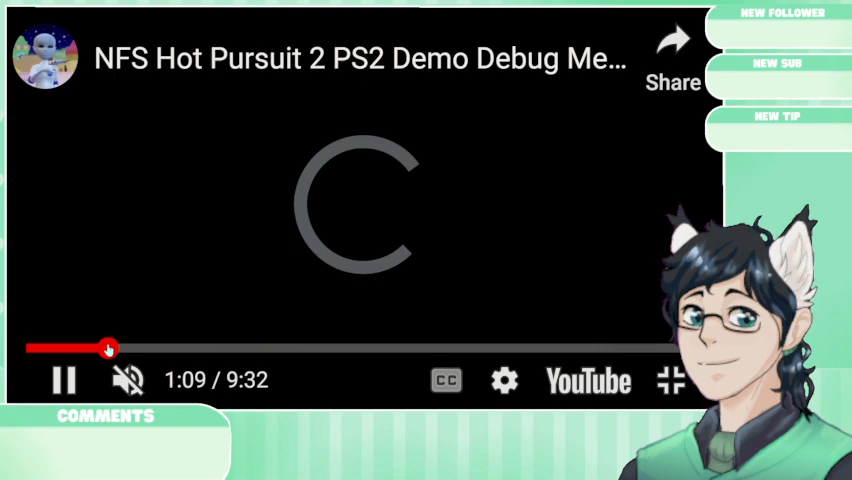 NFS Hot Pursuit 2 PS2 Demo Debug Me...
Share
NEW FOLLOWER
NEW SUB
NEW TIP
1:09 / 9:32
CC
YouTube
COMMENTS